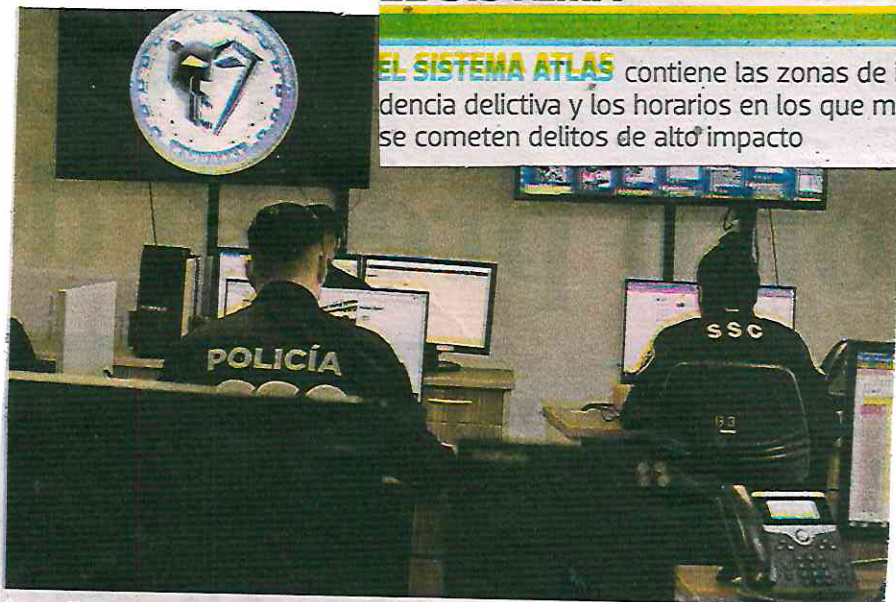 EL SISTEMA ATLAS contiene las zonas de
dencia delictiva y los horarios en los que
se cometen delitos de alto impacto
POLICÍA
SSC
63